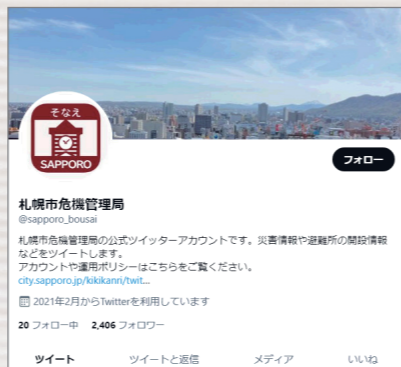 そなえ
SAPPORO
フォロー
札幌市危機管理局
@sapporo_bousai
札幌市危機管理局の公式ツイッターアカウントです。災害情報や避難所の開設情報
などをツイートします。
アカウントや運用ポリシーはこちらをご覧ください。
city.sapporo.jp/kikikanri/twit...
2021年2月からTwitterを利用しています
20 フォロー中 2,406 フォロワー
ツイート ツイートと返信 メディア いいね